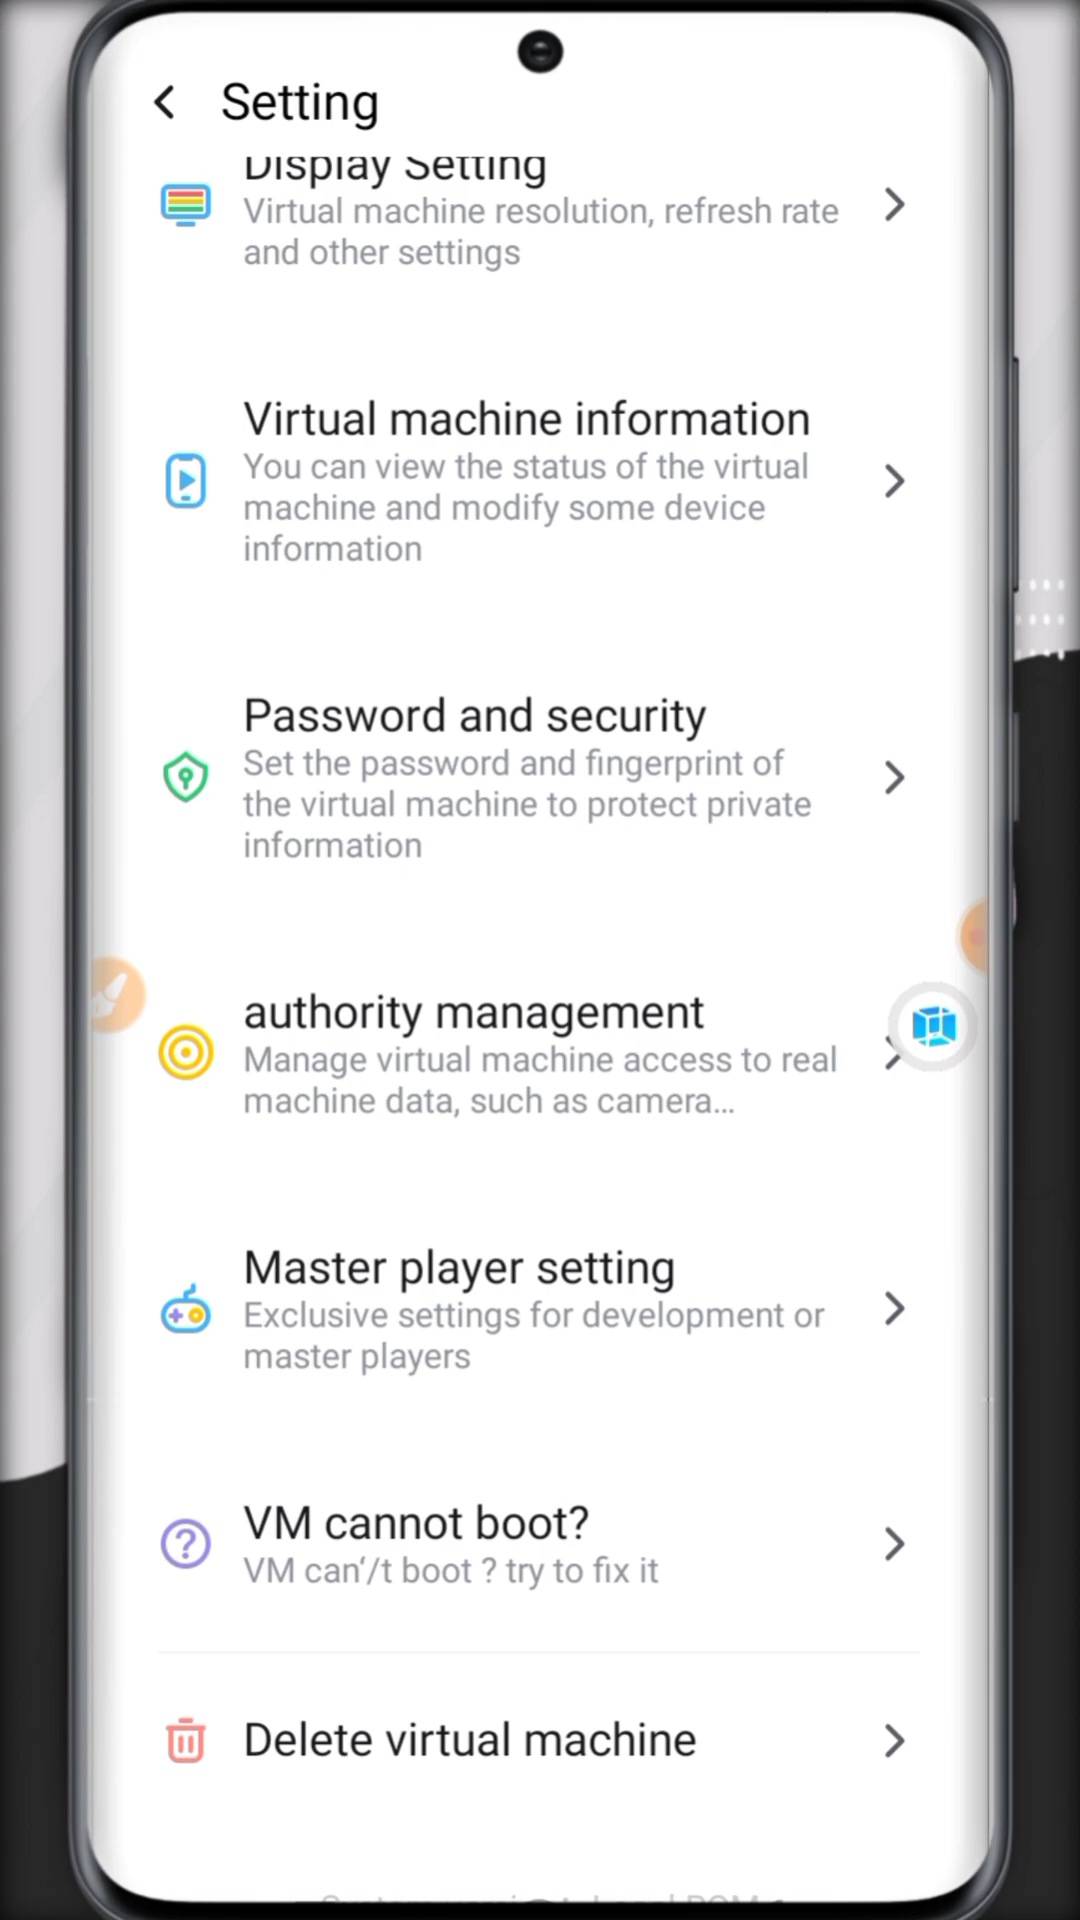 Setting
Display Setting
Virtual machine resolution, refresh rate
and other settings
Virtual machine information
You can view the status of the virtual
machine and modify some device
information
Password and security
Set the password and fingerprint of
the virtual machine to protect private
information
authority management
Manage virtual machine access to real
machine data, such as camera...
Master player setting
Exclusive settings for development or
master players
VM cannot boot?
VM can'/t boot ? try to fix it
Delete virtual machine